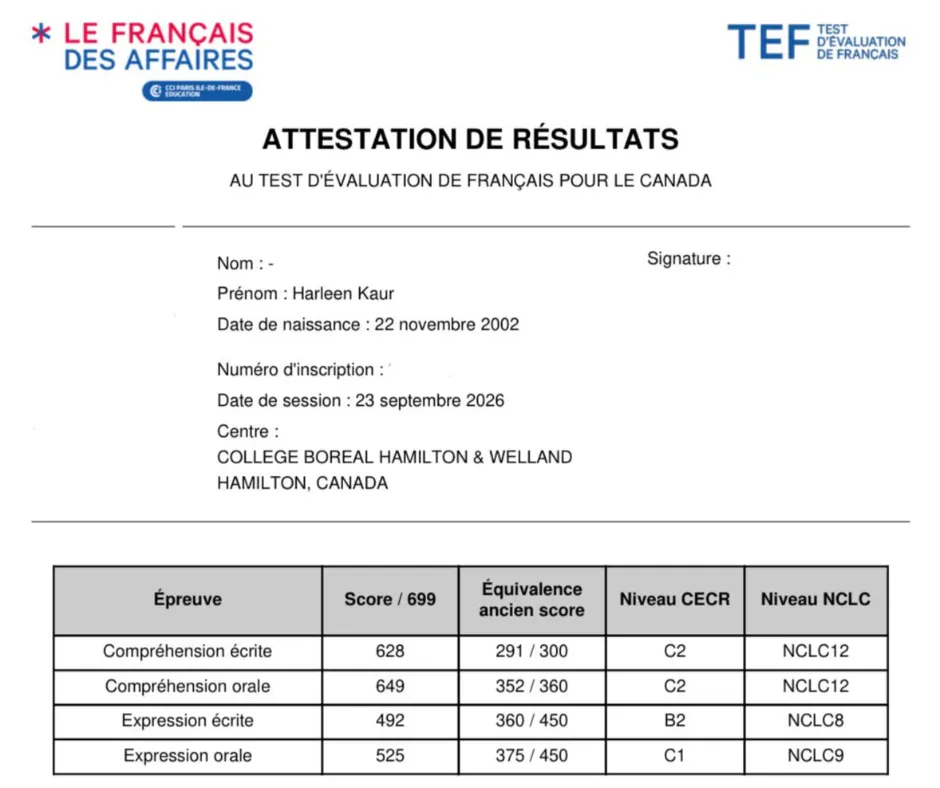 LE FRANÇAIS
DES AFFAIRES
CCI PARIS ILE-DE-FRANCE
EDUCATION
TEF TEST
D'ÉVALUATION
DE FRANÇAIS
ATTESTATION DE RÉSULTATS
AU TEST D'ÉVALUATION DE FRANÇAIS POUR LE CANADA
Nom : -
Signature :
Prénom : Harleen Kaur
Date de naissance : 22 novembre 2002
Numéro d'inscription :
Date de session : 23 septembre 2026
Centre :
COLLEGE BOREAL HAMILTON & WELLAND
HAMILTON, CANADA
Épreuve Score / 699 Équivalence ancien score Niveau CECR Niveau NCLC
Compréhension écrite 628 291 / 300 C2 NCLC12
Compréhension orale 649 352 / 360 C2 NCLC12
Expression écrite 492 360 / 450 B2 NCLC8
Expression orale 525 375 / 450 C1 NCLC9